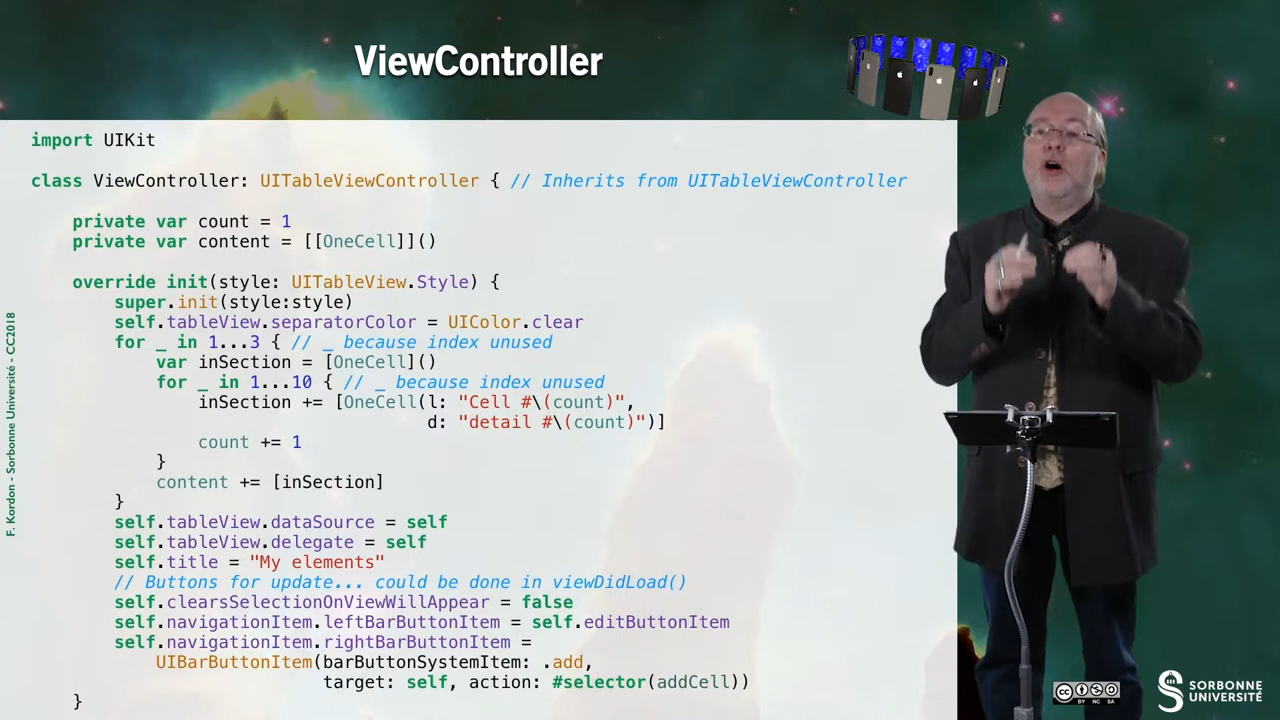 ViewController
import UIKit
class ViewController: UITableViewController { // Inherits from UITableViewController
private var count = 1
private var content = [[OneCell]]()
override init(style: UITableView.Style) {
super.init(style:style)
self.tableView.separatorColor = UIColor.clear
for _ in 1...3 { // _ because index unused
var inSection = [OneCell]()
for _ in 1...10 { // _ because index unused
inSection += [OneCell(l: "Cell #\(count)",
d: "detail #\(count)")]
count += 1
}
content += [inSection]
}
self.tableView.dataSource = self
self.tableView.delegate = self
self.title = "My elements"
// Buttons for update... could be done in viewDidLoad()
self.clearsSelectionOnViewWillAppear = false
self.navigationItem.leftBarButtonItem = self.editButtonItem
self.navigationItem.rightBarButtonItem =
UIBarButtonItem(barButtonSystemItem: .add,
target: self, action: #selector(addCell))
}
F. Kordon - Sorbonne Université - CC2018
cc
BY NC SA
SORBONNE
UNIVERSITÉ